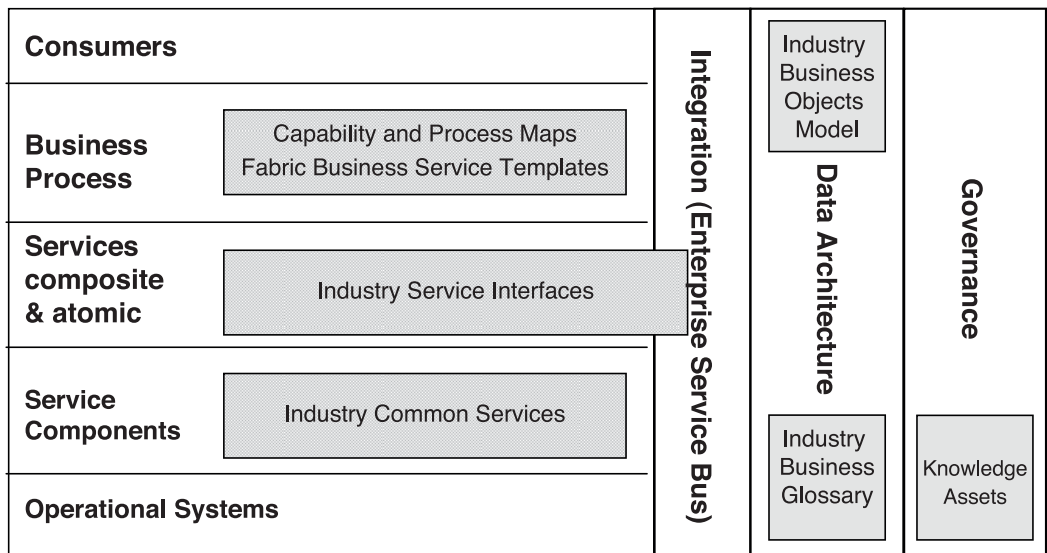 Consumers
Business
Process
Capability and Process Maps
Fabric Business Service Templates
Services
composite
& atomic
Industry Service Interfaces
Service
Components
Industry Common Services
Operational Systems
Integration (Enterprise Service Bus)
Industry
Business
Objects
Model
Data Architecture
Industry
Business
Glossary
Governance
Knowledge
Assets